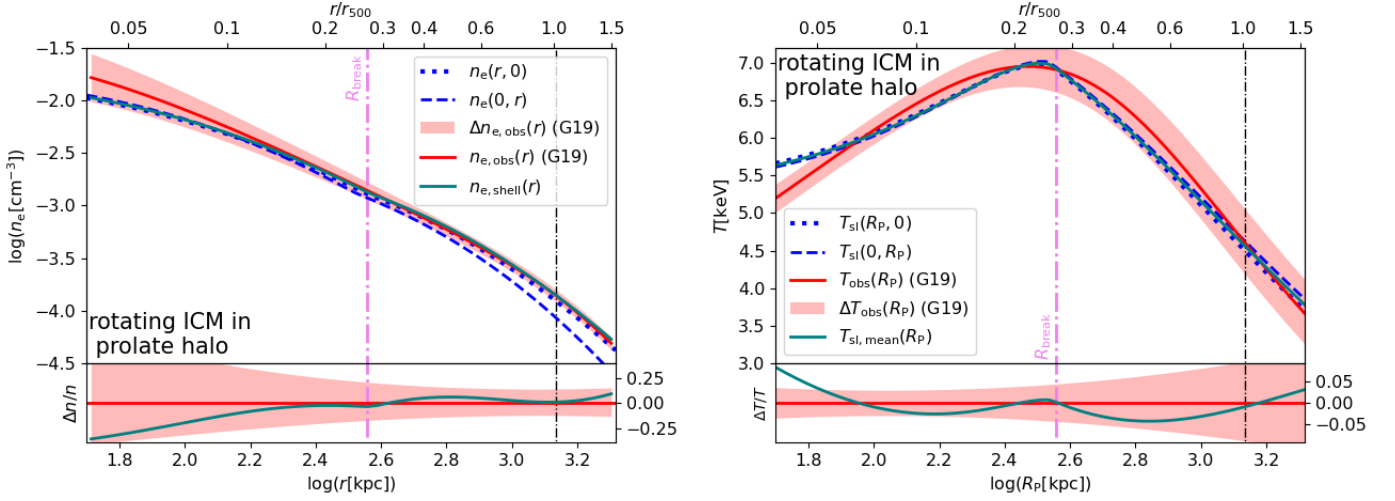 r/r500
0.05 0.1 0.2 0.3 0.4 0.6 1.0 1.5
−1.5
−2.0
−2.5
−3.0
−3.5
−4.0
−4.5
log(ne[cm−3])
Rbreak
ne(r, 0)
ne(0, r)
Δne, obs(r) (G19)
ne, obs(r) (G19)
ne, shell(r)
rotating ICM in
prolate halo
Δn/n
0.25
0.00
−0.25
1.8 2.0 2.2 2.4 2.6 2.8 3.0 3.2
log(r[kpc])
r/r500
0.05 0.1 0.2 0.3 0.4 0.6 1.0 1.5
7.0
6.5
6.0
5.5
5.0
4.5
4.0
3.5
3.0
T[keV]
rotating ICM in
prolate halo
Tsl(RP, 0)
Tsl(0, RP)
Tobs(RP) (G19)
ΔTobs(RP) (G19)
Tsl, mean(RP)
Rbreak
ΔT/T
0.05
0.00
−0.05
1.8 2.0 2.2 2.4 2.6 2.8 3.0 3.2
log(RP[kpc])